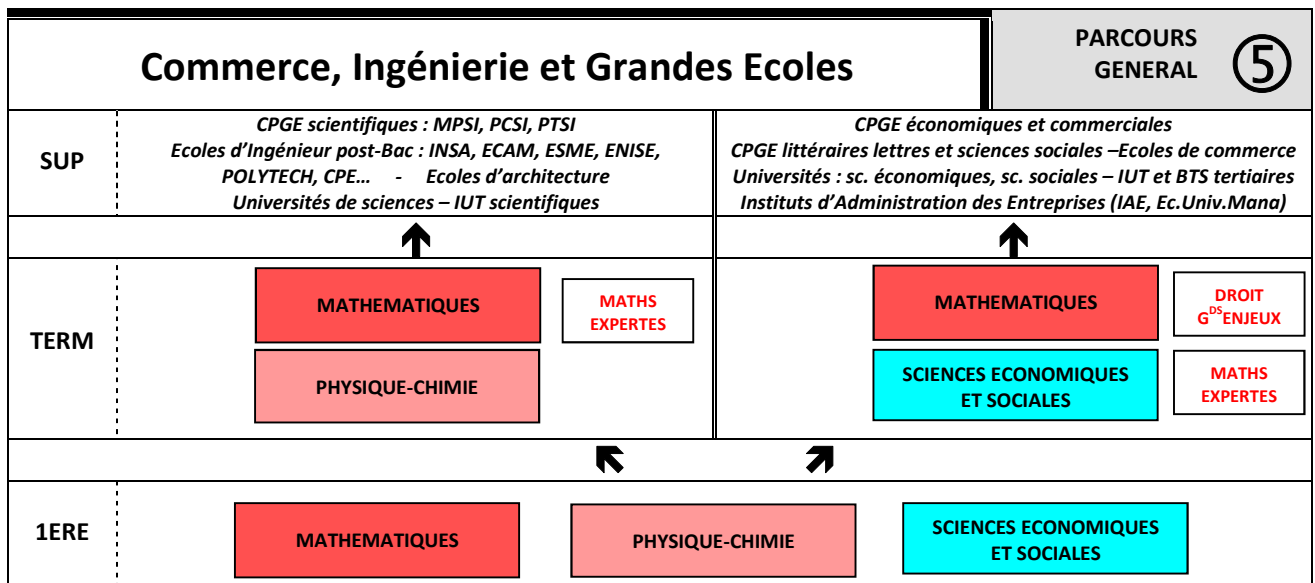 Commerce, Ingénierie et Grandes Ecoles
PARCOURS
GENERAL
5
SUP
CPGE scientifiques : MPSI, PCSI, PTSI
Ecoles d'Ingénieur post-Bac : INSA, ECAM, ESME, ENISE,
POLYTECH, CPE... - Ecoles d'architecture
Universités de sciences – IUT scientifiques
CPGE économiques et commerciales
CPGE littéraires lettres et sciences sociales –Ecoles de commerce
Universités : sc. économiques, sc. sociales – IUT et BTS tertiaires
Instituts d'Administration des Entreprises (IAE, Ec.Univ.Mana)
TERM
MATHEMATIQUES
MATHS
EXPERTES
PHYSIQUE-CHIMIE
MATHEMATIQUES
DROIT
GDSENJEUX
SCIENCES ECONOMIQUES
ET SOCIALES
MATHS
EXPERTES
1ERE
MATHEMATIQUES
PHYSIQUE-CHIMIE
SCIENCES ECONOMIQUES
ET SOCIALES